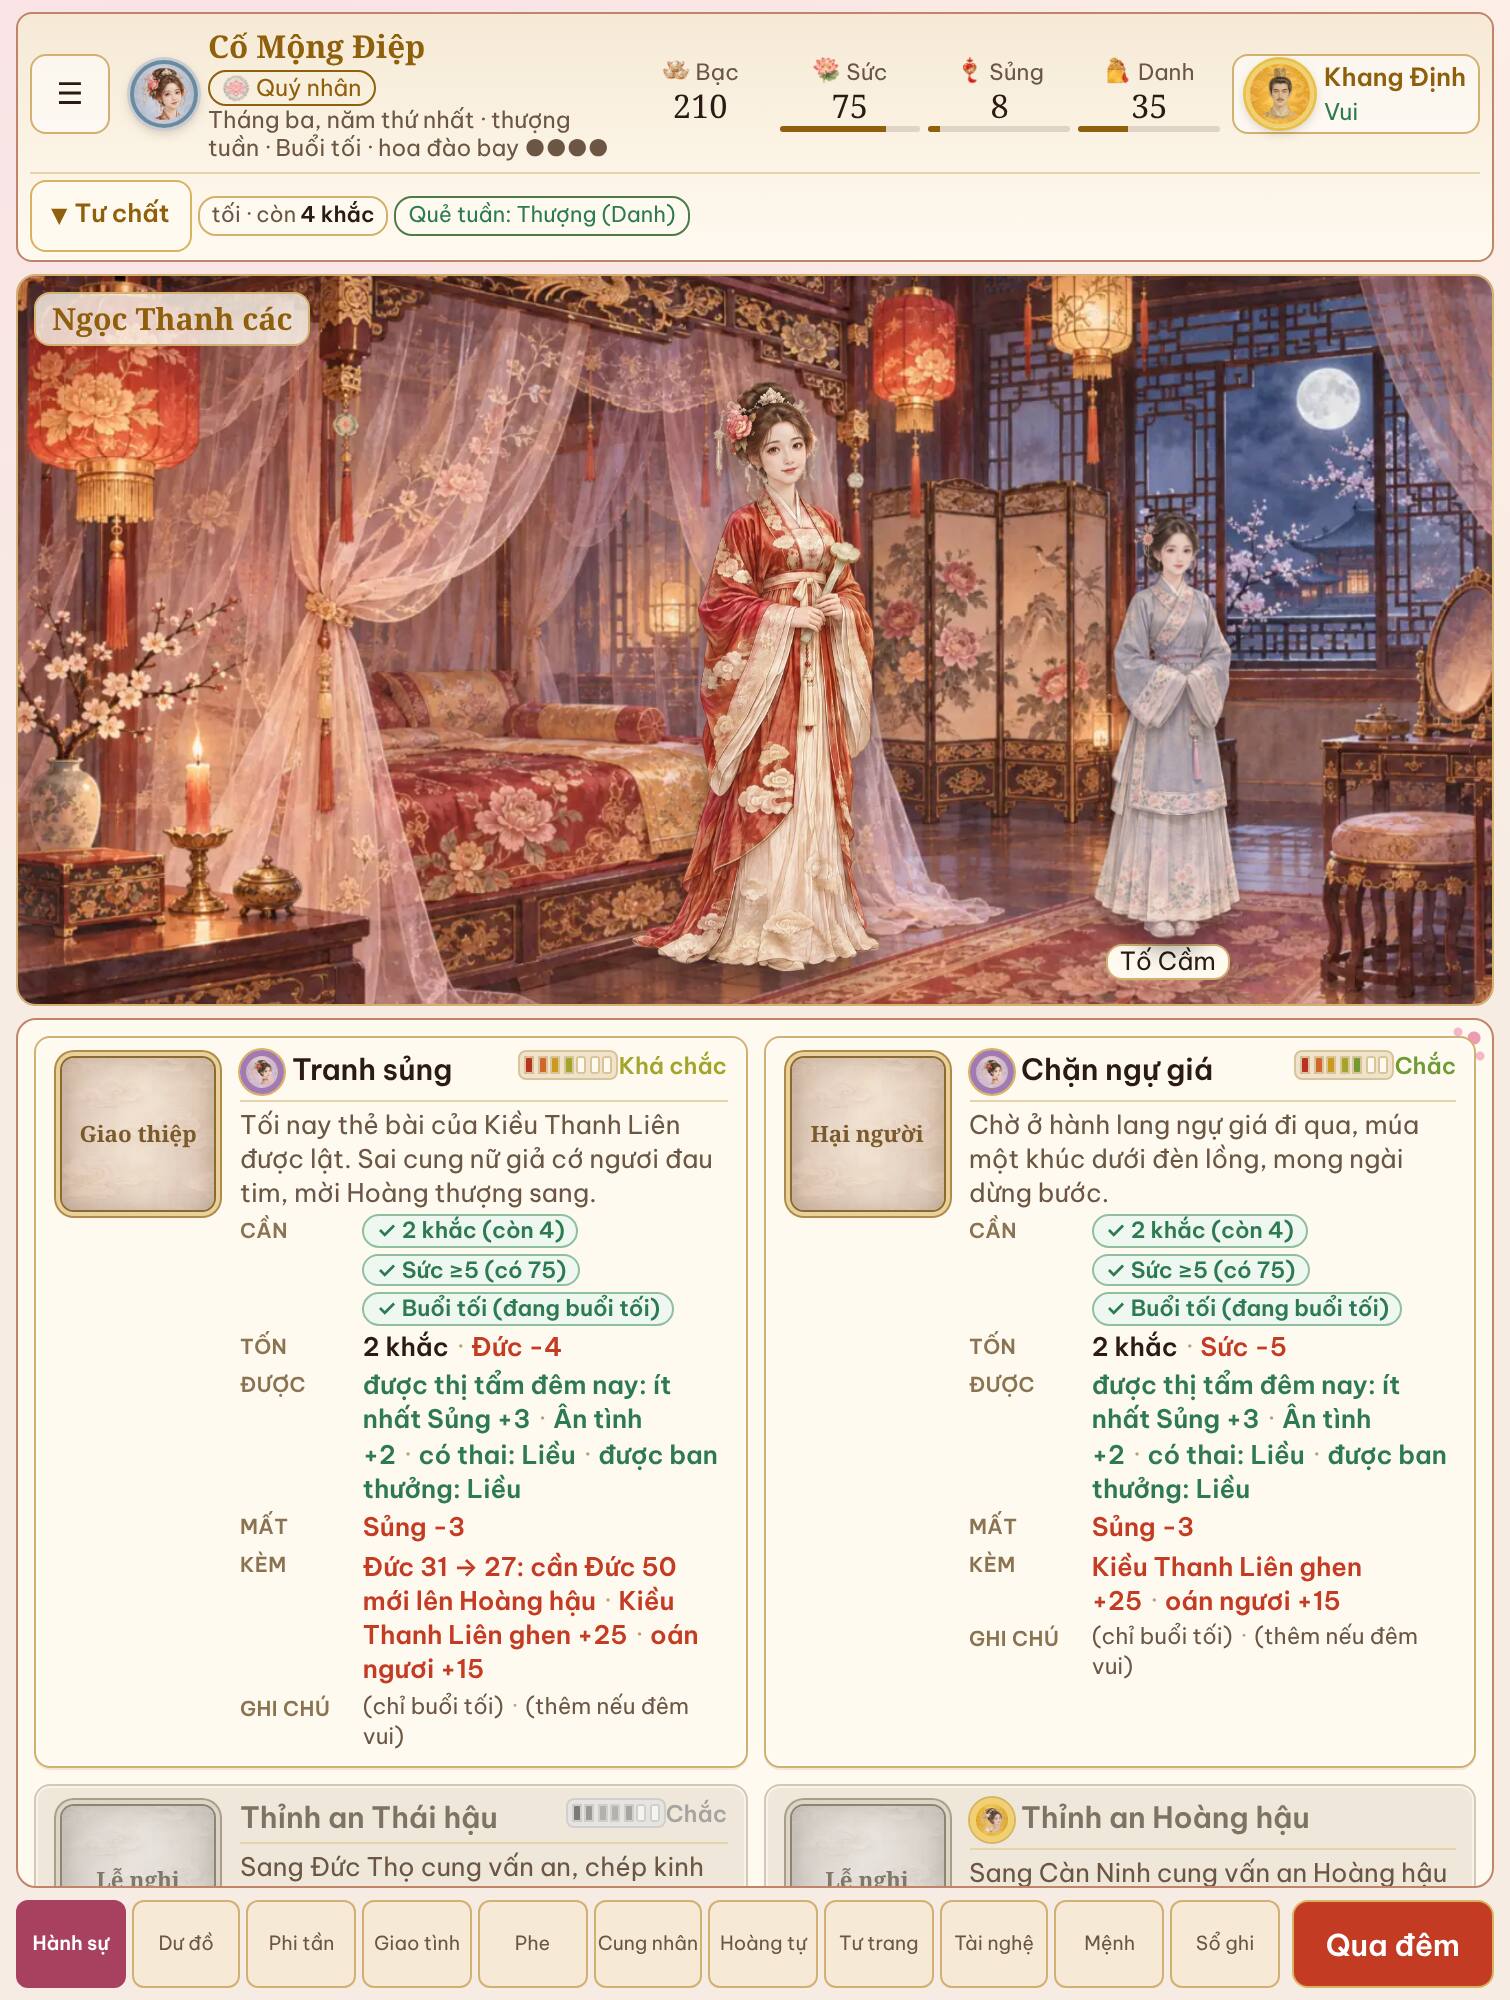 ☰
Cố Mộng Điệp
Quý nhân
Tháng ba, năm thứ nhất · thượng
tuần · Buổi tối · hoa đào bay ●●●●
Bạc
210
Sức
75
Sủng
8
Danh
35
Khang Định
Vui
▼ Tư chất
tối · còn 4 khắc
Quẻ tuần: Thượng (Danh)
Ngọc Thanh các
Tố Cầm
Giao thiệp
Tranh sủng
Khá chắc
Tối nay thẻ bài của Kiều Thanh Liên
được lật. Sai cung nữ giả cớ ngươi đau
tim, mời Hoàng thượng sang.
CẦN
✓ 2 khắc (còn 4)
✓ Sức ≥5 (có 75)
✓ Buổi tối (đang buổi tối)
TỐN
2 khắc · Đức -4
ĐƯỢC
được thị tẩm đêm nay: ít
nhất Sủng +3 · Ân tình
+2 · có thai: Liều · được ban
thưởng: Liều
MẤT
Sủng -3
KÈM
Đức 31 → 27: cần Đức 50
mới lên Hoàng hậu · Kiều
Thanh Liên ghen +25 · oán
ngươi +15
GHI CHÚ
(chỉ buổi tối) · (thêm nếu đêm
vui)
Hại người
Chặn ngự giá
Chắc
Chờ ở hành lang ngự giá đi qua, múa
một khúc dưới đèn lồng, mong ngài
dừng bước.
CẦN
✓ 2 khắc (còn 4)
✓ Sức ≥5 (có 75)
✓ Buổi tối (đang buổi tối)
TỐN
2 khắc · Sức -5
ĐƯỢC
được thị tẩm đêm nay: ít
nhất Sủng +3 · Ân tình
+2 · có thai: Liều · được ban
thưởng: Liều
MẤT
Sủng -3
KÈM
Kiều Thanh Liên ghen
+25 · oán ngươi +15
GHI CHÚ
(chỉ buổi tối) · (thêm nếu đêm
vui)
Lễ nghi
Thỉnh an Thái hậu
Chắc
Sang Đức Thọ cung vấn an, chép kinh
Lễ nghi
Thỉnh an Hoàng hậu
Sang Càn Ninh cung vấn an Hoàng hậu
Hành sự
Dư đồ
Phi tần
Giao tình
Phe
Cung nhân
Hoàng tự
Tư trang
Tài nghệ
Mệnh
Sổ ghi
Qua đêm